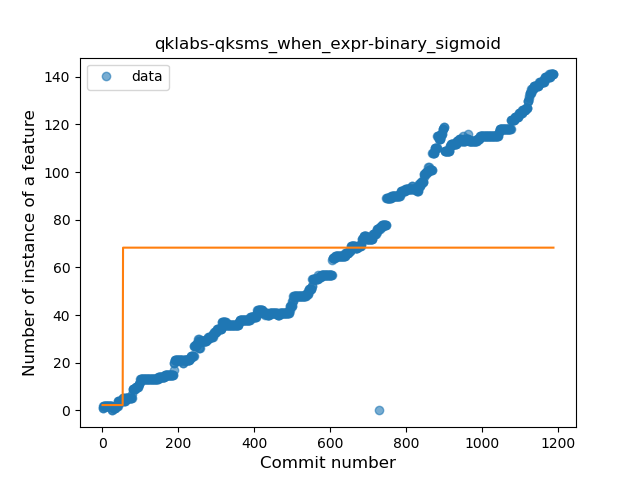 qklabs-qksms_when_expr-binary_sigmoid
data
Number of instance of a feature
140
120
100
80
60
40
20
0
0 200 400 600 800 1000 1200
Commit number